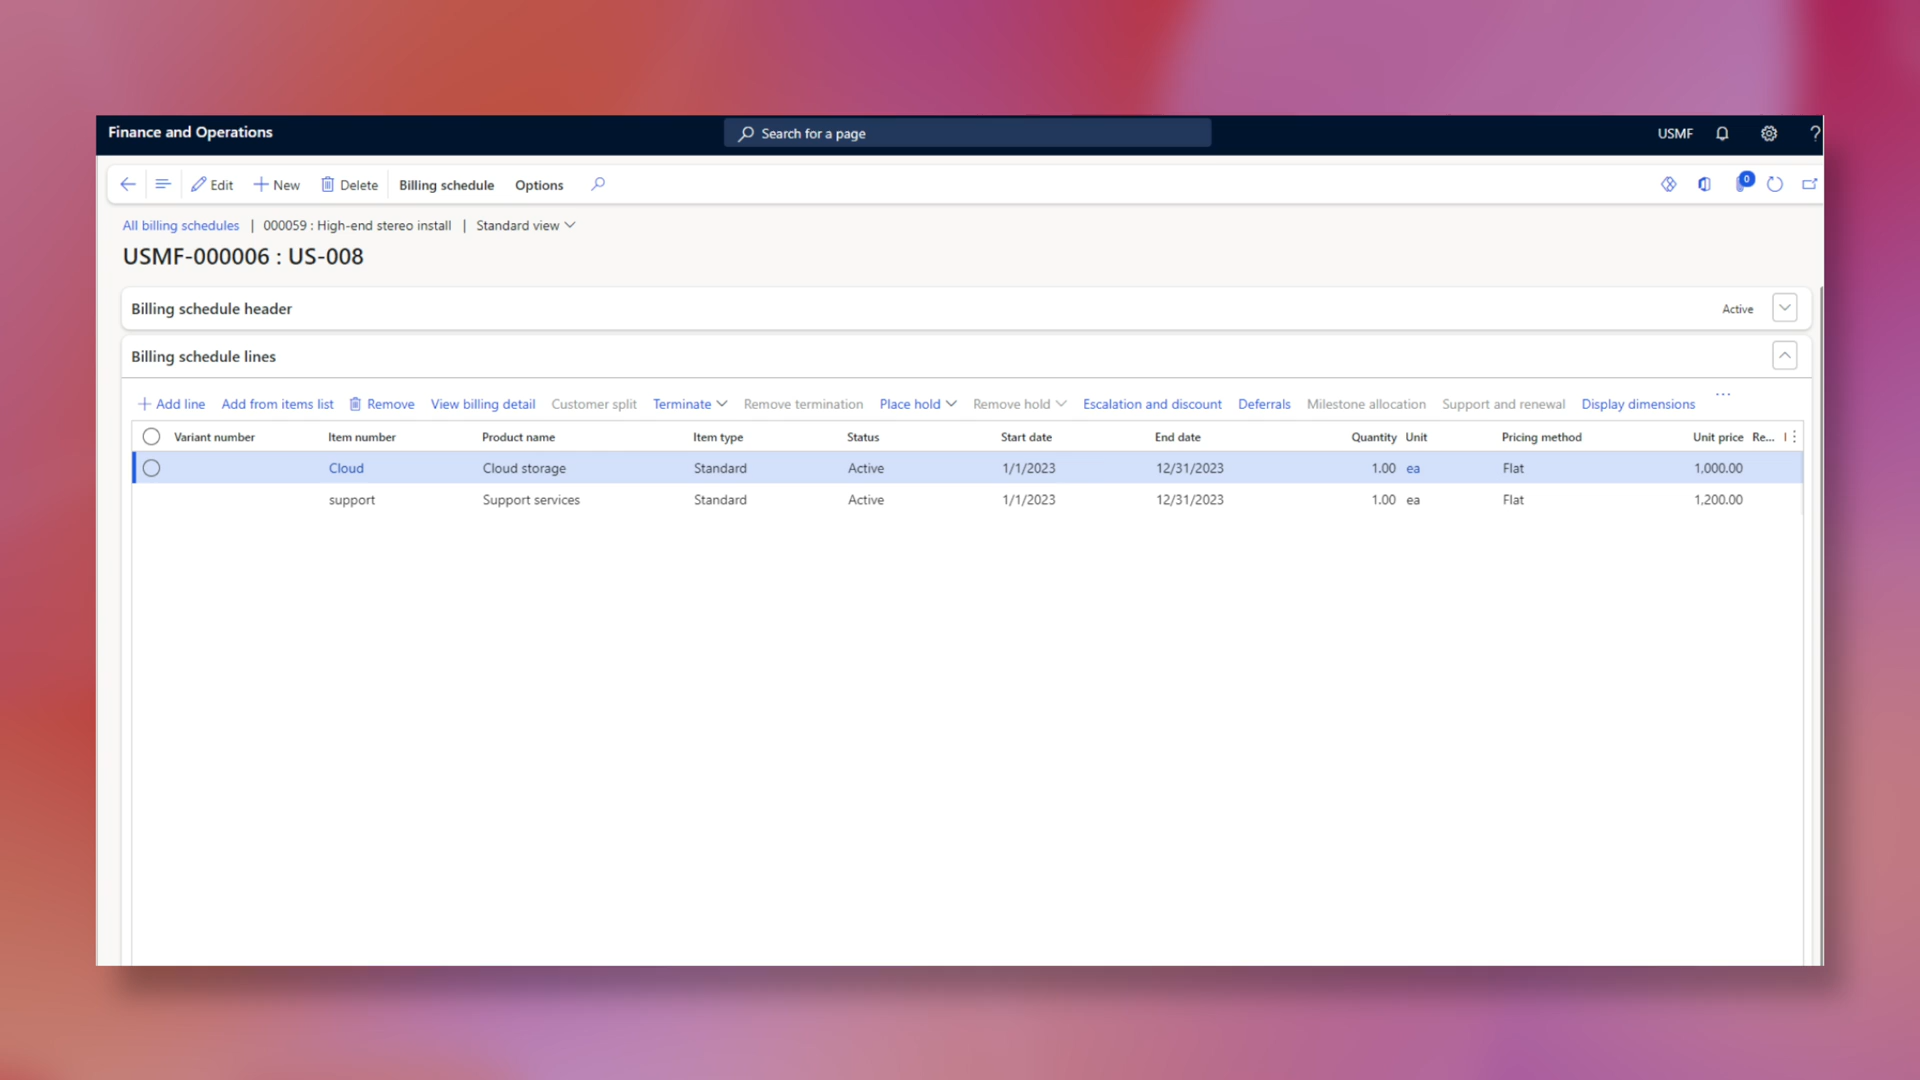 Finance and Operations
Search for a page
USMF
?
Edit
New
Delete
Billing schedule
Options
0
All billing schedules | 000059 : High-end stereo install | Standard view
USMF-000006 : US-008
Billing schedule header
Active
Billing schedule lines
Add line
Add from items list
Remove
View billing detail
Customer split
Terminate
Remove termination
Place hold
Remove hold
Escalation and discount
Deferrals
Milestone allocation
Support and renewal
Display dimensions
...
Variant number Item number Product name Item type Status Start date End date Quantity Unit Pricing method Unit price Re...
Cloud Cloud storage Standard Active 1/1/2023 12/31/2023 1.00 ea Flat 1,000.00
support Support services Standard Active 1/1/2023 12/31/2023 1.00 ea Flat 1,200.00